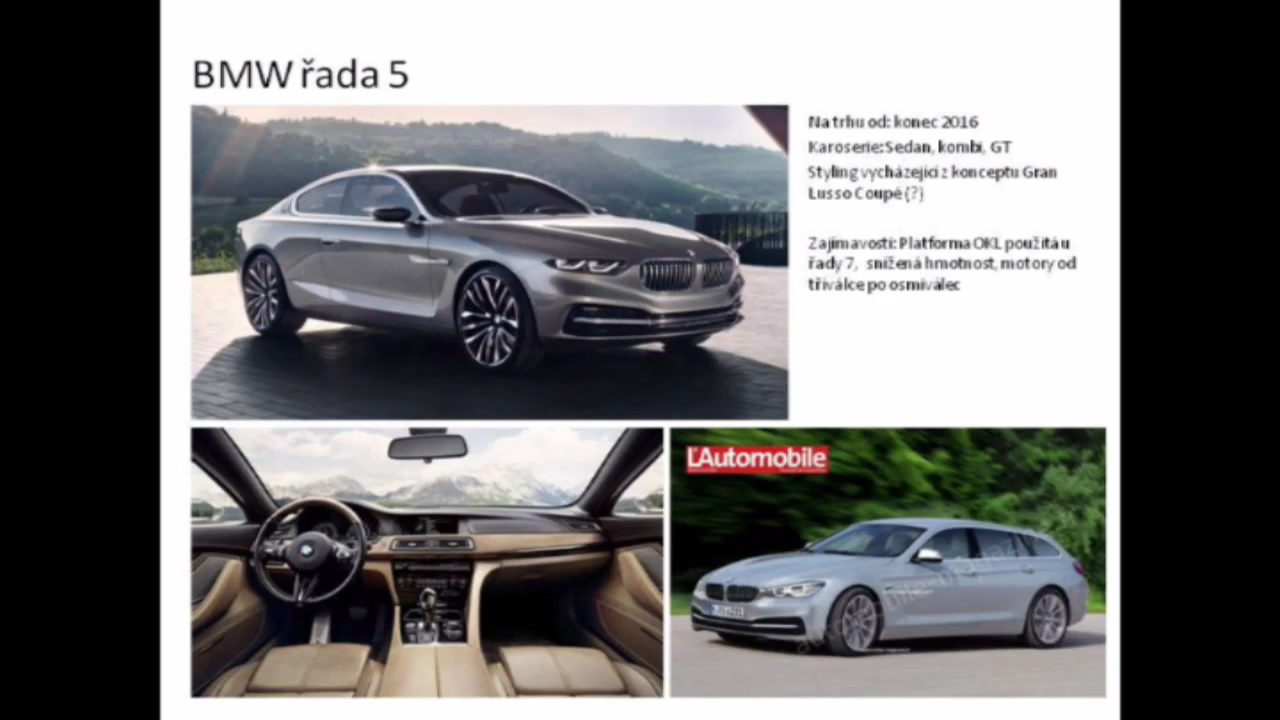 BMW řada 5
Na trhu od: konec 2016
Karoserie: Sedan, kombi, GT
Styling vycházející z konceptu Gran
Lusso Coupé (?)
Zajímavosti: Platforma OKL použitá u
řady 7, snížená hmotnost, motory od
tříválce po osmiválec
L'Automobile